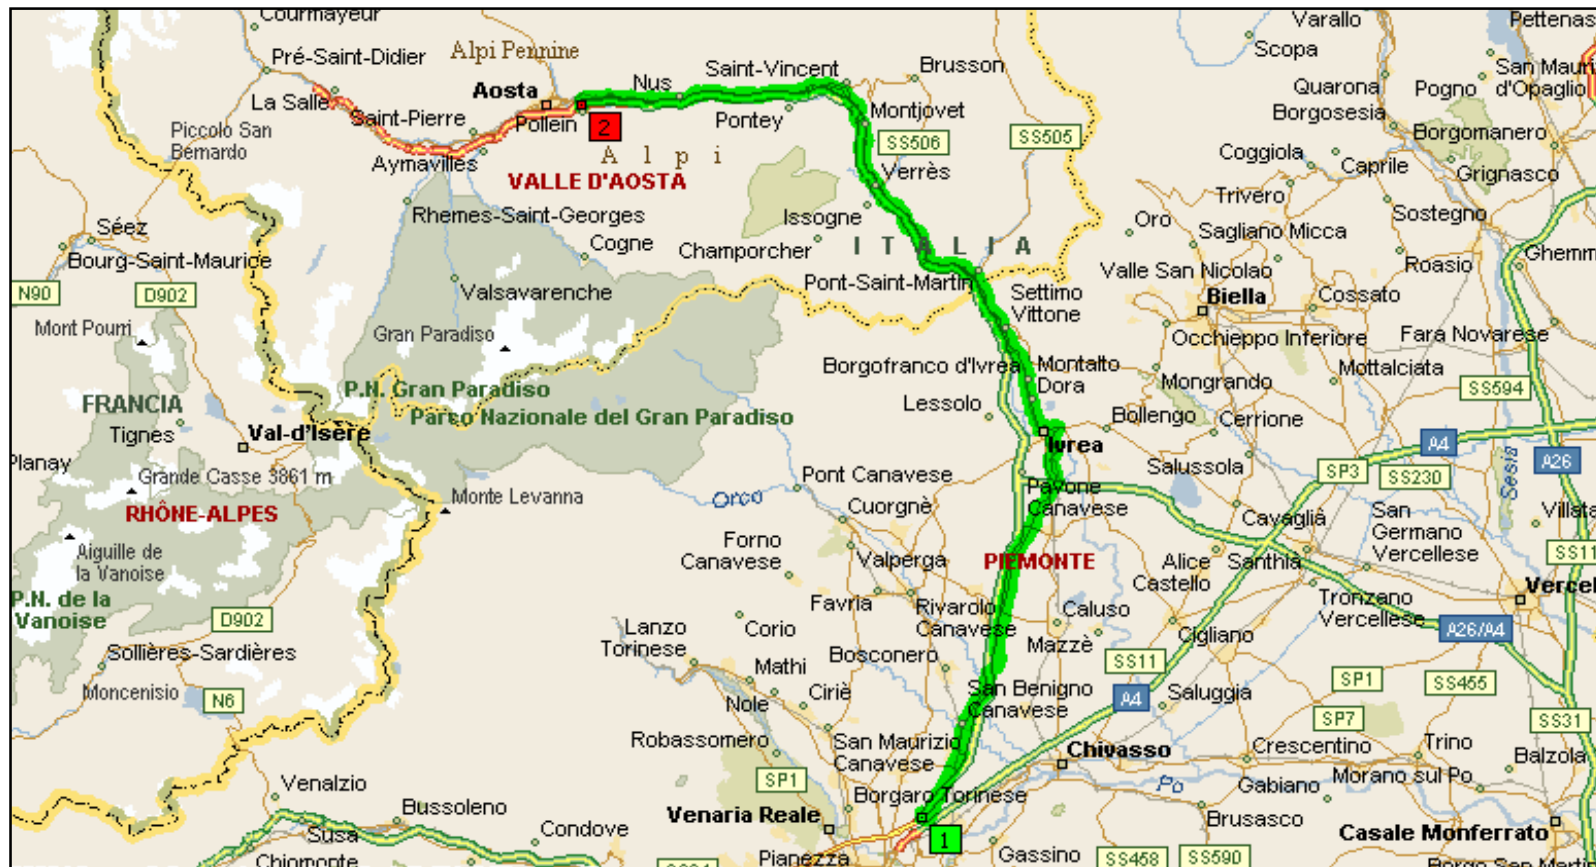 Courmayeur
Varallo
Pettenas
Scopa
Alpi Pennine
Pré-Saint-Didier
Saint-Vincent
Brusson
San Mauri
d'Opaglio
Nus
Aosta
Quarona
Pogno
La Salle
Borgosesia
Saint-Pierre
Pollein
2
Pontey
Montjovet
SS506
SS505
Borgomanero
Piccolo San
Bernardo
Coggiola
Caprile
Grignasco
Aymavilles
A l p i
VALLE D'AOSTA
Verrès
Trivero
Sostegno
Rhemes-Saint-Georges
Issogne
Oro
Séez
Cogne
Champorcher
I T A L I A
Sagliano Micca
Bourg-Saint-Maurice
Valle San Nicolao
Roasio
Ghemm
N90
D902
Valsavarenche
Pont-Saint-Martin
Settimo
Vittone
Biella
Cossato
Mont Pourri
Gran Paradiso
Occhieppo Inferiore
Fara Novarese
Borgofranco d'Ivrea
Montalto
Dora
Mottalciata
P.N. Gran Paradiso
Mongrando
SS594
FRANCIA
Parso Nazionale del Gran Paradiso
Lessolo
Bollengo
Cerrione
Tignes
Val-d'Isère
Ivrea
A4
Planay
Grande Casse 3861 m
Pont Canavese
Salussola
SP3
SS230
A26
Sesia
Monte Levanna
Orco
Pavone
Canavese
RHÔNE-ALPES
Cuorgnè
Cavaglià
San
Germano
Vercellese
Villata
Aiguille de
la Vanoise
Forno
Canavese
Valperga
PIEMONTE
Alice
Castello
Santhià
SS11
P.N. de la
Vanoise
Favria
Rivarolo
Canavese
Caluso
Tronzano
Vercellese
Vercel
D902
Lanzo
Torinese
Corio
Mazzè
Cigliano
A26/A4
Sollières-Sardières
Mathi
Bosconero
SS11
Moncenisio
N6
Nole
Ciriè
San Benigno
Canavese
A4
Saluggia
SP1
SS455
SP7
SS31
Robassomero
San Maurizio
Canavese
Chivasso
Crescentino
Trino
Balzola
Venalzio
SP1
Po
Gabiano
Morano sul Po
Bussoleno
Venaria Reale
Borgaro Torinese
Brusasco
Casale Monferrato
Susa
Condove
1
Chiomonte
Pianezza
Gassino
SS458
SS590
Borgo San Martin